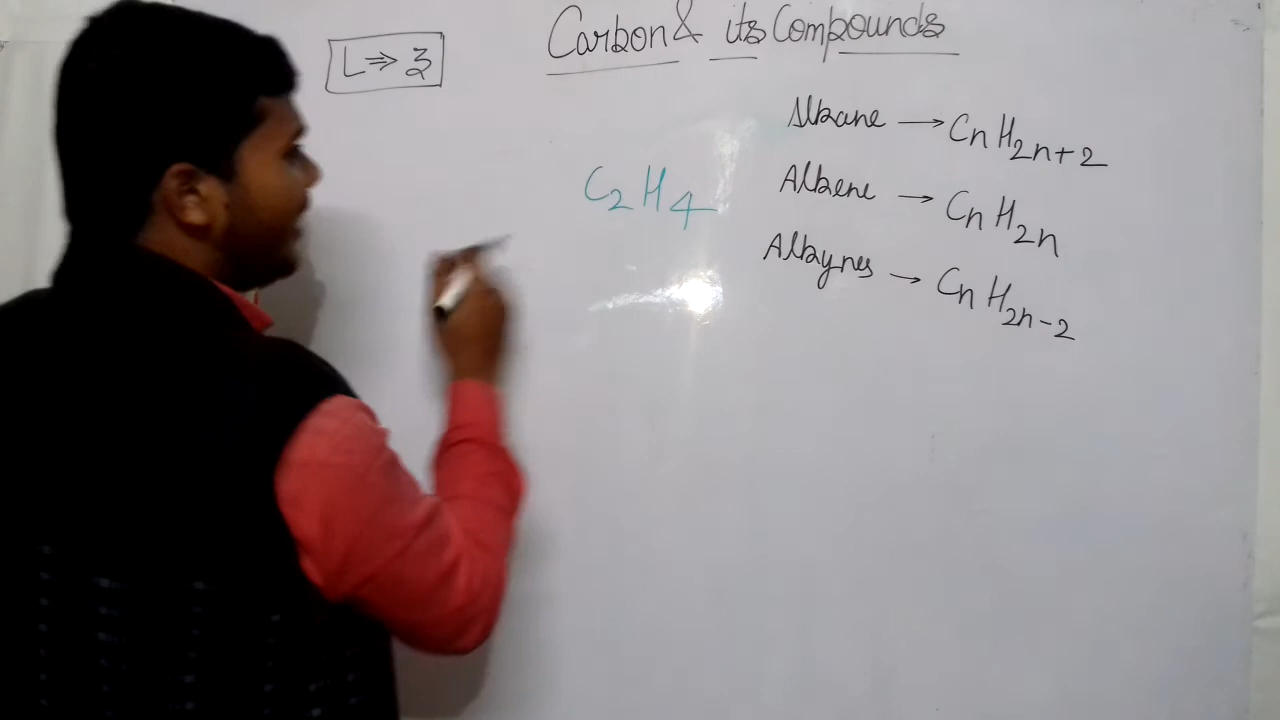 Carbon & its Compounds
L ⇒ 3
Alkane → CnH2n+2
C2H4
Alkene → CnH2n
Alkynes → CnH2n-2